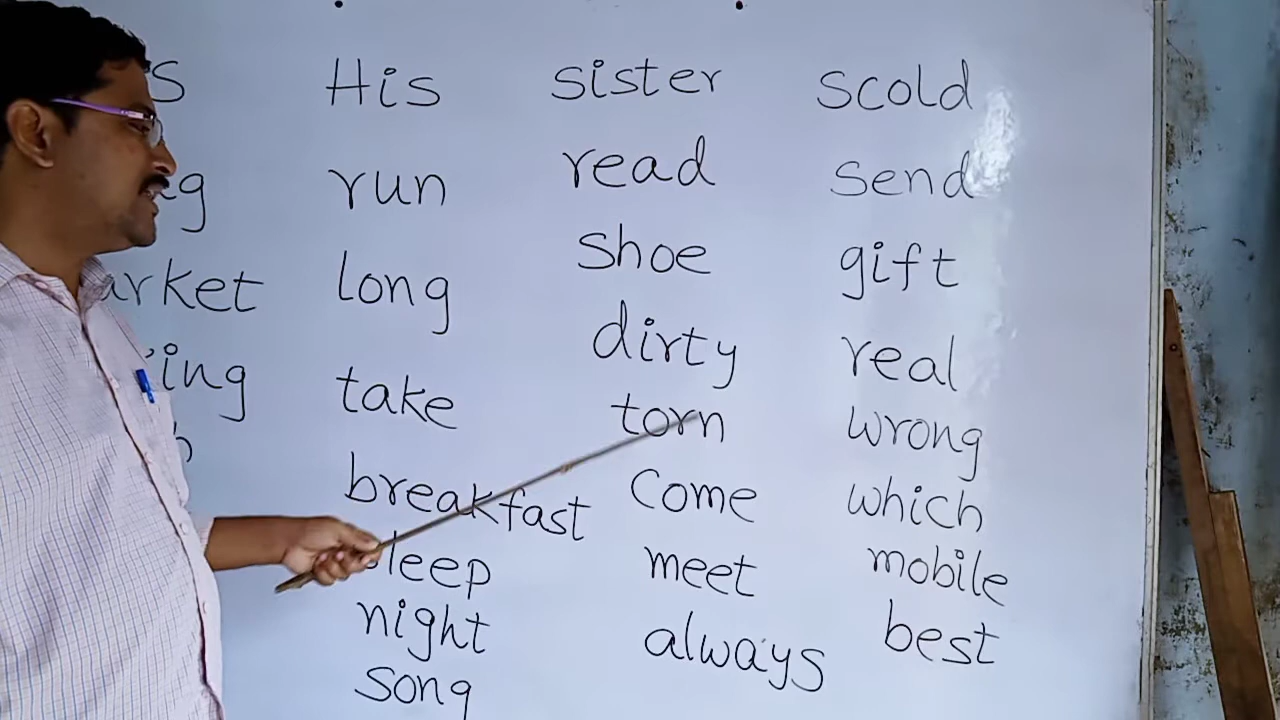 His sister scold
run read send
long shoe gift
take dirty real
breakfast torn wrong
come which
night meet mobile
song always best